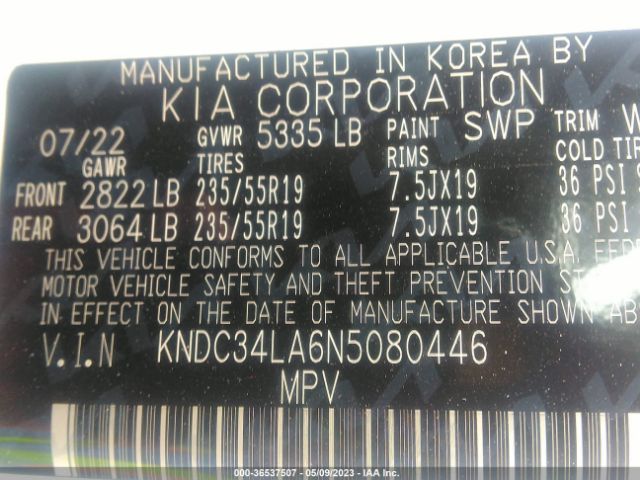 MANUFACTURED IN KOREA BY
KIA CORPORATION
07/22 GVWR 5335 LB PAINT SWP TRIM
GAWR TIRES RIMS COLD
FRONT 2822 LB 235/55R19 7.5JX19 36 PSI
REAR 3064 LB 235/55R19 7.5JX19 36 PSI
THIS VEHICLE CONFORMS TO ALL APPLICABLE U.S.A.
MOTOR VEHICLE SAFETY AND THEFT PREVENTION
EFFECT ON THE DATE OF MANUFACTURE SHOWN
V.I.N KNDC34LA6N5080446
MPV
000-36537507 - 05/09/2023 - IAA Inc.